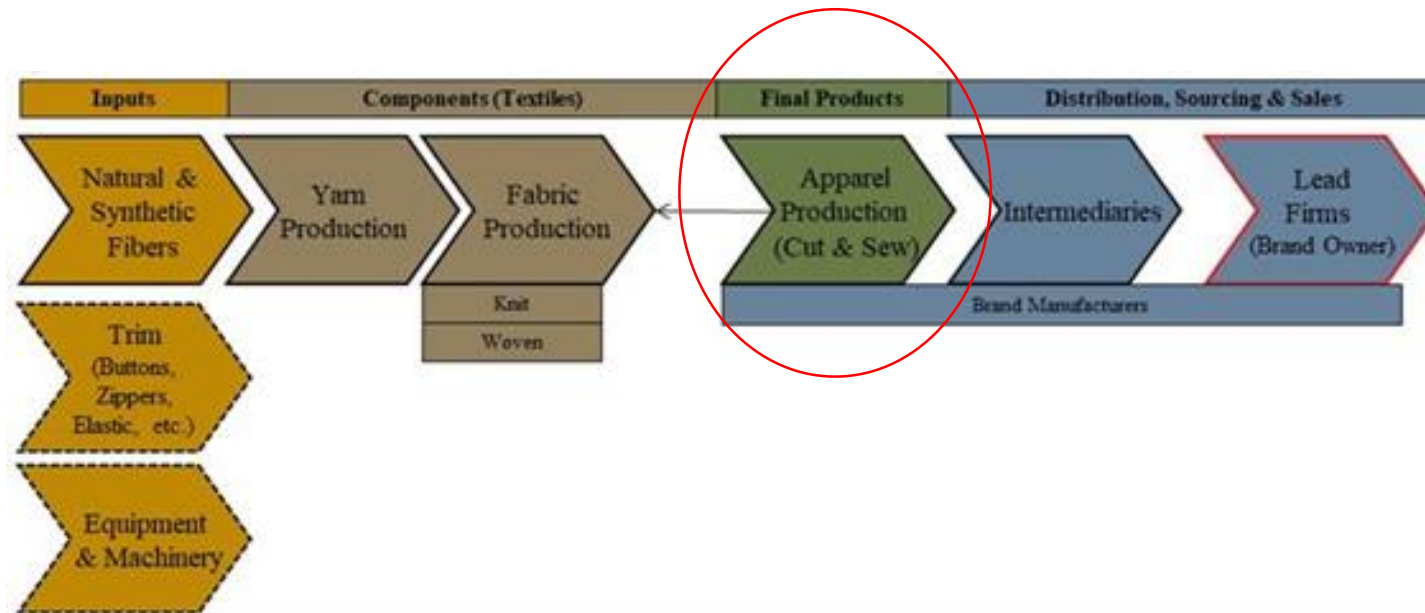 Inputs
Components (Textiles)
Final Products
Distribution, Sourcing & Sales
Natural &
Synthetic
Fibers
Yarn
Production
Fabric
Production
Apparel
Production
(Cut & Sew)
Intermediaries
Lead
Firms
(Brand Owner)
Knit
Woven
Brand Manufacturers
Trim
(Buttons,
Zippers,
Elastic, etc.)
Equipment
& Machinery